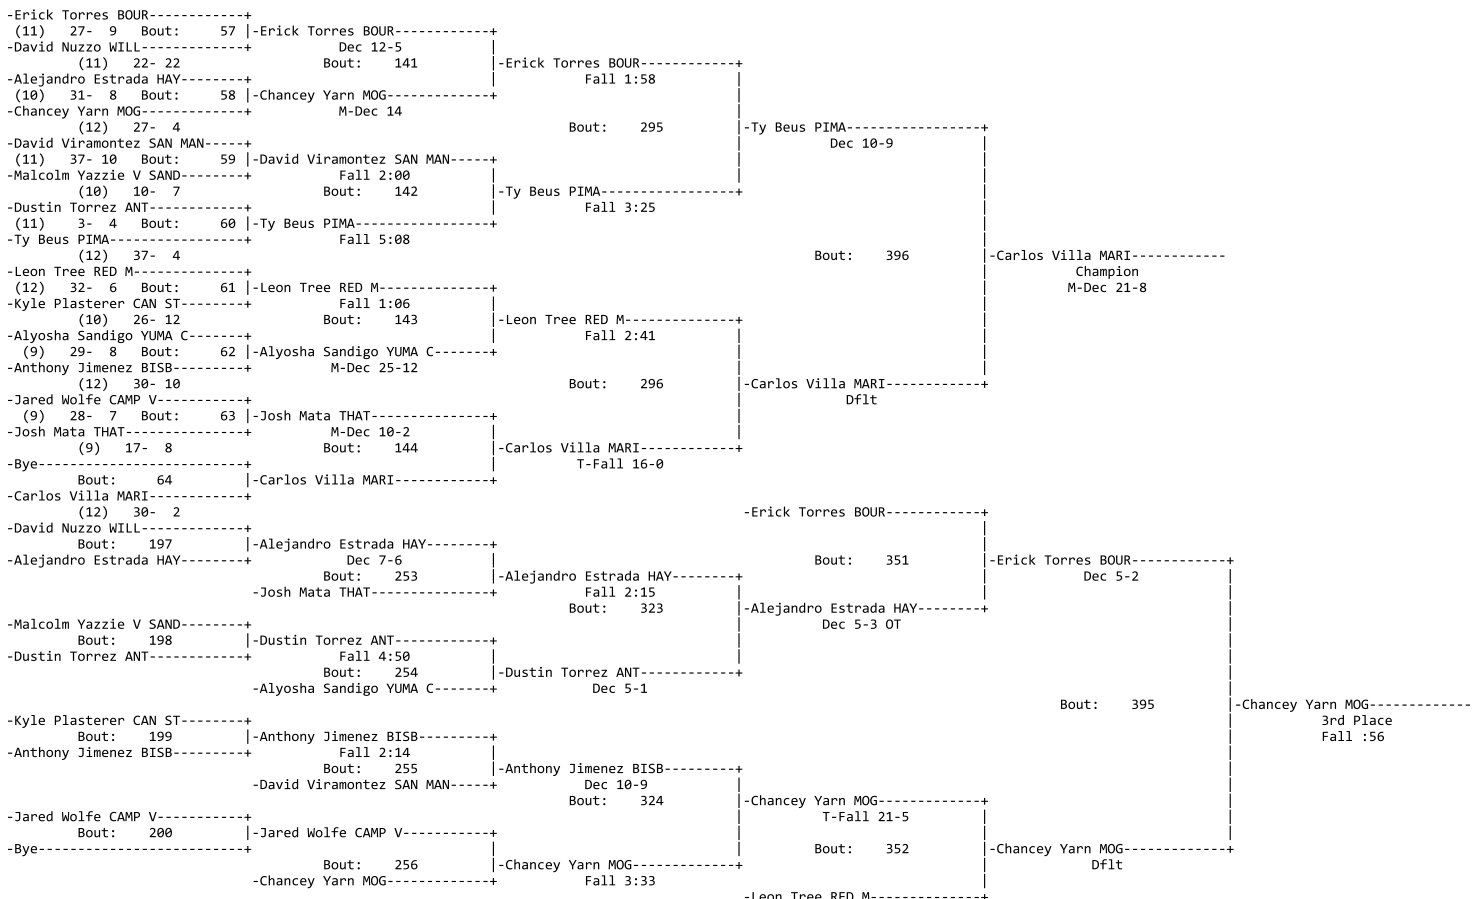 -Erick Torres BOUR------------+
(11)   27-  9   Bout:     57 |-Erick Torres BOUR------------+
-David Nuzzo WILL-------------+           Dec 12-5           |
(11)   22- 22                  Bout:    141         |-Erick Torres BOUR------------+
-Alejandro Estrada HAY--------+                              |           Fall 1:58          |
(10)   31-  8   Bout:     58 |-Chancey Yarn MOG-------------+                              |
-Chancey Yarn MOG-------------+           M-Dec 14                                          |
(12)   27-  4                                                 Bout:    295         |-Ty Beus PIMA-----------------+
-David Viramontez SAN MAN-----+                                                             |          Dec 10-9           |
(11)   37- 10   Bout:     59 |-David Viramontez SAN MAN-----+                              |                              |
-Malcolm Yazzie V SAND--------+           Fall 2:00          |                              |                              |
(10)   10-  7                  Bout:    142         |-Ty Beus PIMA-----------------+                              |
-Dustin Torrez ANT------------+                              |           Fall 3:25                                         |
(11)    3-  4   Bout:     60 |-Ty Beus PIMA-----------------+                                                             |
-Ty Beus PIMA-----------------+           Fall 5:08                                                                        |
(12)   37-  4                                                                                Bout:    396         |-Carlos Villa MARI------------
-Leon Tree RED M--------------+                                                                                            |           Champion
(12)   32-  6   Bout:     61 |-Leon Tree RED M--------------+                                                             |          M-Dec 21-8
-Kyle Plasterer CAN ST--------+           Fall 1:06          |                                                             |
(10)   26- 12                  Bout:    143         |-Leon Tree RED M--------------+                              |
-Alyosha Sandigo YUMA C-------+                              |           Fall 2:41          |                              |
(9)   29-  8   Bout:     62 |-Alyosha Sandigo YUMA C-------+                              |                              |
-Anthony Jimenez BISB---------+          M-Dec 25-12                                        |                              |
(12)   30- 10                                                 Bout:    296         |-Carlos Villa MARI------------+
-Jared Wolfe CAMP V-----------+                                                             |            Dflt
(9)   28-  7   Bout:     63 |-Josh Mata THAT---------------+                              |
-Josh Mata THAT---------------+          M-Dec 10-2          |                              |
(9)   17-  8                  Bout:    144         |-Carlos Villa MARI------------+
-Bye--------------------------+                              |          T-Fall 16-0
Bout:     64         |-Carlos Villa MARI------------+
-Carlos Villa MARI------------+
(12)   30-  2                                                                       -Erick Torres BOUR------------+
-David Nuzzo WILL-------------+                                                                                            |
Bout:    197         |-Alejandro Estrada HAY--------+                                                             |
-Alejandro Estrada HAY--------+            Dec 7-6           |                                        Bout:    351         |-Erick Torres BOUR------------+
Bout:    253         |-Alejandro Estrada HAY--------+                              |           Dec 5-2            |
-Josh Mata THAT---------------+           Fall 2:15          |                              |                              |
Bout:    323         |-Alejandro Estrada HAY--------+                              |
-Malcolm Yazzie V SAND--------+                                                             |          Dec 5-3 OT                                         |
Bout:    198         |-Dustin Torrez ANT------------+                              |                                                             |
-Dustin Torrez ANT------------+           Fall 4:50          |                              |                                                             |
Bout:    254         |-Dustin Torrez ANT------------+                                                             |
-Alyosha Sandigo YUMA C-------+            Dec 5-1                                                                         |
Bout:    395         |-Chancey Yarn MOG-------------
-Kyle Plasterer CAN ST--------+                                                                                                                           |           3rd Place
Bout:    199         |-Anthony Jimenez BISB---------+                                                                                            |           Fall :56
-Anthony Jimenez BISB---------+           Fall 2:14          |                                                                                            |
Bout:    255         |-Anthony Jimenez BISB---------+                                                             |
-David Viramontez SAN MAN-----+           Dec 10-9           |                                                             |
Bout:    324         |-Chancey Yarn MOG-------------+                              |
-Jared Wolfe CAMP V-----------+                                                             |          T-Fall 21-5         |                              |
Bout:    200         |-Jared Wolfe CAMP V-----------+                              |                              |                              |
-Bye--------------------------+                              |                              |         Bout:    352         |-Chancey Yarn MOG-------------+
Bout:    256         |-Chancey Yarn MOG-------------+                              |             Dflt
-Chancey Yarn MOG-------------+           Fall 3:33                                         |
-Leon Tree RED M--------------+